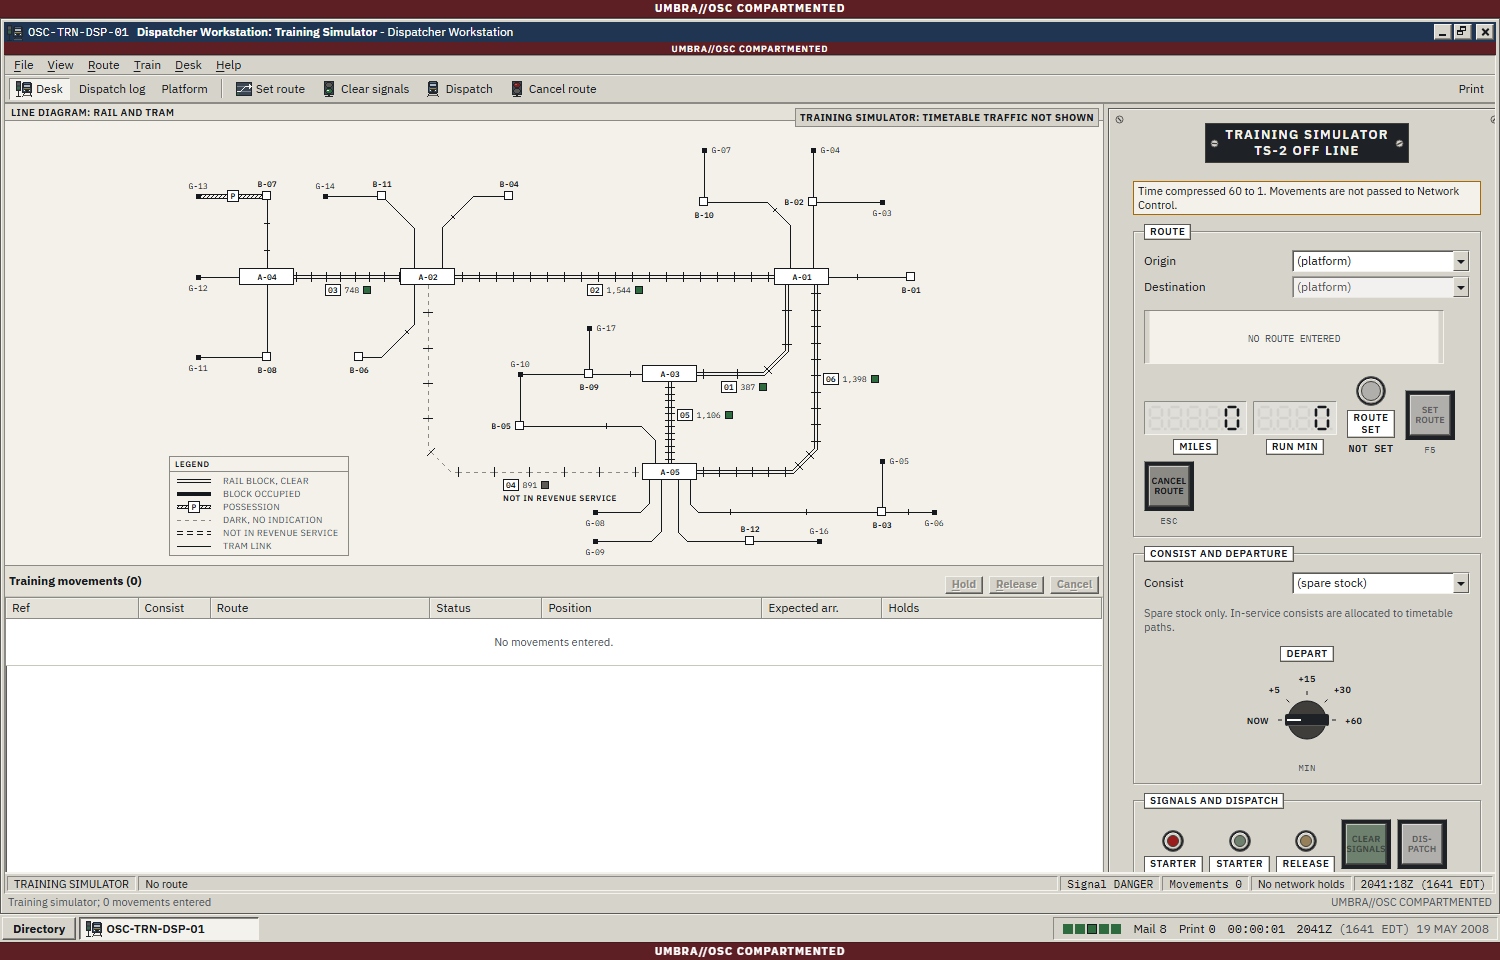 UMBRA//OSC COMPARTMENTED
OSC-TRN-DSP-01 Dispatcher Workstation: Training Simulator - Dispatcher Workstation
UMBRA//OSC COMPARTMENTED
File View Route Train Desk Help
Desk Dispatch log Platform Set route Clear signals Dispatch Cancel route Print
LINE DIAGRAM: RAIL AND TRAM
TRAINING SIMULATOR: TIMETABLE TRAFFIC NOT SHOWN
G-07 G-04
G-13 P B-07 G-14 B-11 B-04
B-10 B-02 G-03
G-12 A-04 A-02 A-01 B-01
03 748 02 1,544
G-11 B-08 B-06
G-17
G-10 B-09 A-03
01 387 06 1,398
05 1,106
B-05
A-05
04 891
NOT IN REVENUE SERVICE
G-05
G-08 B-03 G-06
G-09 B-12 G-16
LEGEND
RAIL BLOCK, CLEAR
BLOCK OCCUPIED
P POSSESSION
DARK, NO INDICATION
NOT IN REVENUE SERVICE
TRAM LINK
Training movements (0)
Hold Release Cancel
Ref Consist Route Status Position Expected arr. Holds
No movements entered.
TRAINING SIMULATOR
TS-2 OFF LINE
Time compressed 60 to 1. Movements are not passed to Network
Control.
ROUTE
Origin (platform)
Destination (platform)
NO ROUTE ENTERED
0 0
MILES RUN MIN
ROUTE
SET
NOT SET
SET
ROUTE
F5
CANCEL
ROUTE
ESC
CONSIST AND DEPARTURE
Consist (spare stock)
Spare stock only. In-service consists are allocated to timetable
paths.
DEPART
NOW +5 +15 +30 +60
MIN
SIGNALS AND DISPATCH
STARTER STARTER RELEASE
CLEAR
SIGNALS
DIS-
PATCH
TRAINING SIMULATOR No route Signal DANGER Movements 0 No network holds 2041:18Z (1641 EDT)
Training simulator; 0 movements entered UMBRA//OSC COMPARTMENTED
Directory OSC-TRN-DSP-01 Mail 8 Print 0 00:00:01 2041Z (1641 EDT) 19 MAY 2008
UMBRA//OSC COMPARTMENTED